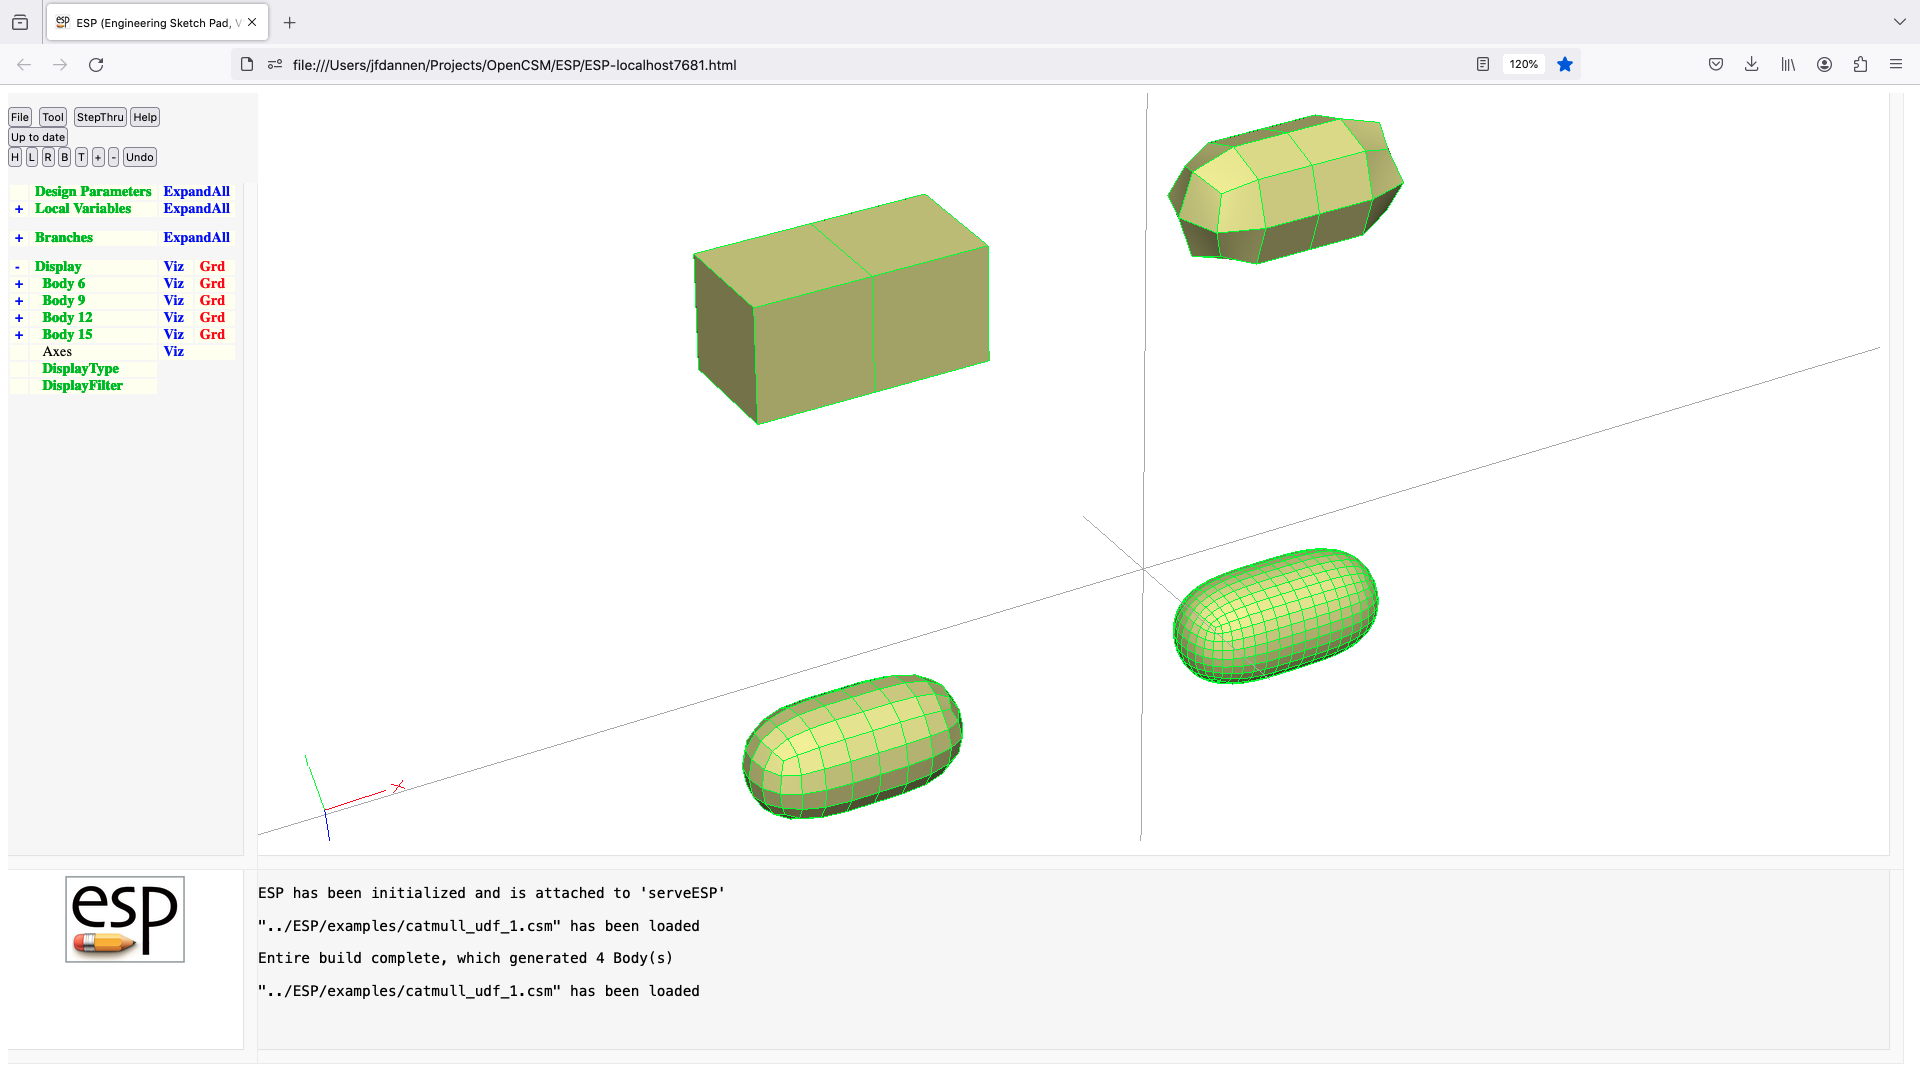 ESP (Engineering Sketch Pad, V
file:///Users/jfdannen/Projects/OpenCSM/ESP/ESP-localhost7681.html
120%
File Tool StepThru Help
Up to date
H L R B T + - Undo
Design Parameters ExpandAll
+ Local Variables ExpandAll
+ Branches ExpandAll
- Display Viz Grd
+ Body 6 Viz Grd
+ Body 9 Viz Grd
+ Body 12 Viz Grd
+ Body 15 Viz Grd
Axes Viz
DisplayType
DisplayFilter
X
esp
ESP has been initialized and is attached to 'serveESP'
"../ESP/examples/catmull_udf_1.csm" has been loaded
Entire build complete, which generated 4 Body(s)
"../ESP/examples/catmull_udf_1.csm" has been loaded